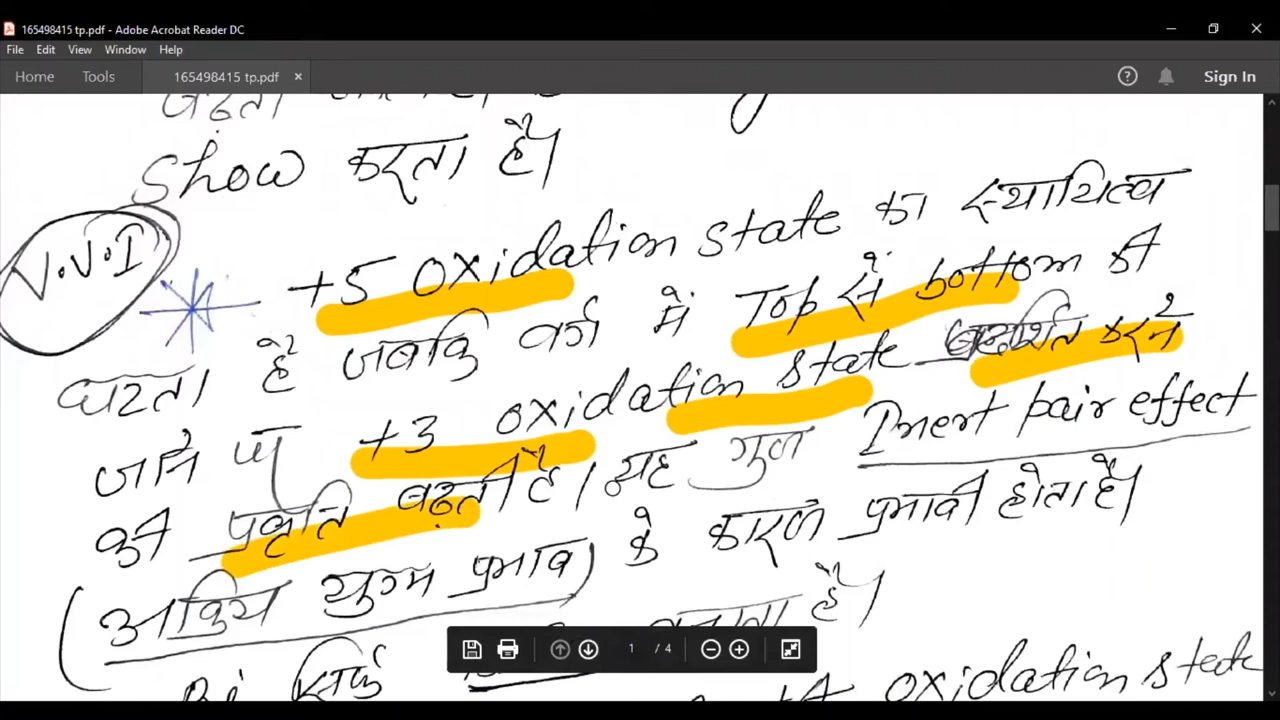 165498415 tp.pdf - Adobe Acrobat Reader DC
File Edit View Window Help
Home Tools 165498415 tp.pdf × ? Sign In
Show करता है।
V.V.I
+5 Oxidation state का स्थायित्व
घटता है जबकि वर्ग में Top से bottom की
जाने पर +3 oxidation state प्रदर्शित करने
की प्रवृति बढ़ती है। यह गुण Inert pair effect
(अक्रिय युग्म प्रभाव) के कारण प्रभावी होता है।
Bi सिर्फ है।
oxidation state
1 / 4